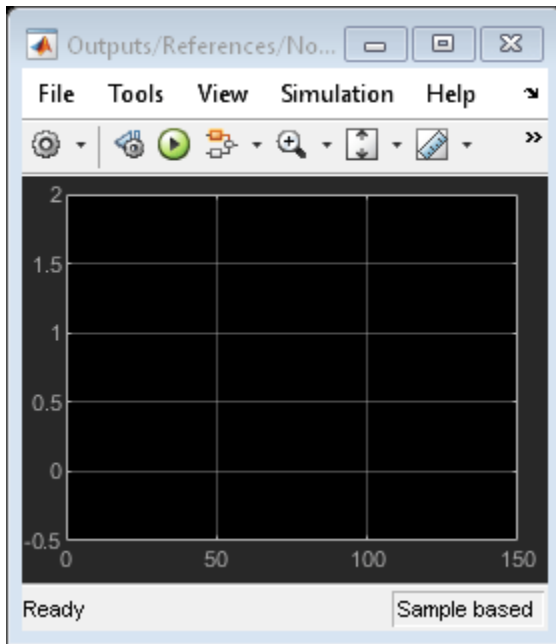 Outputs/References/No...
File Tools View Simulation Help
2
1.5
1
0.5
0
-0.5
0 50 100 150
Ready Sample based